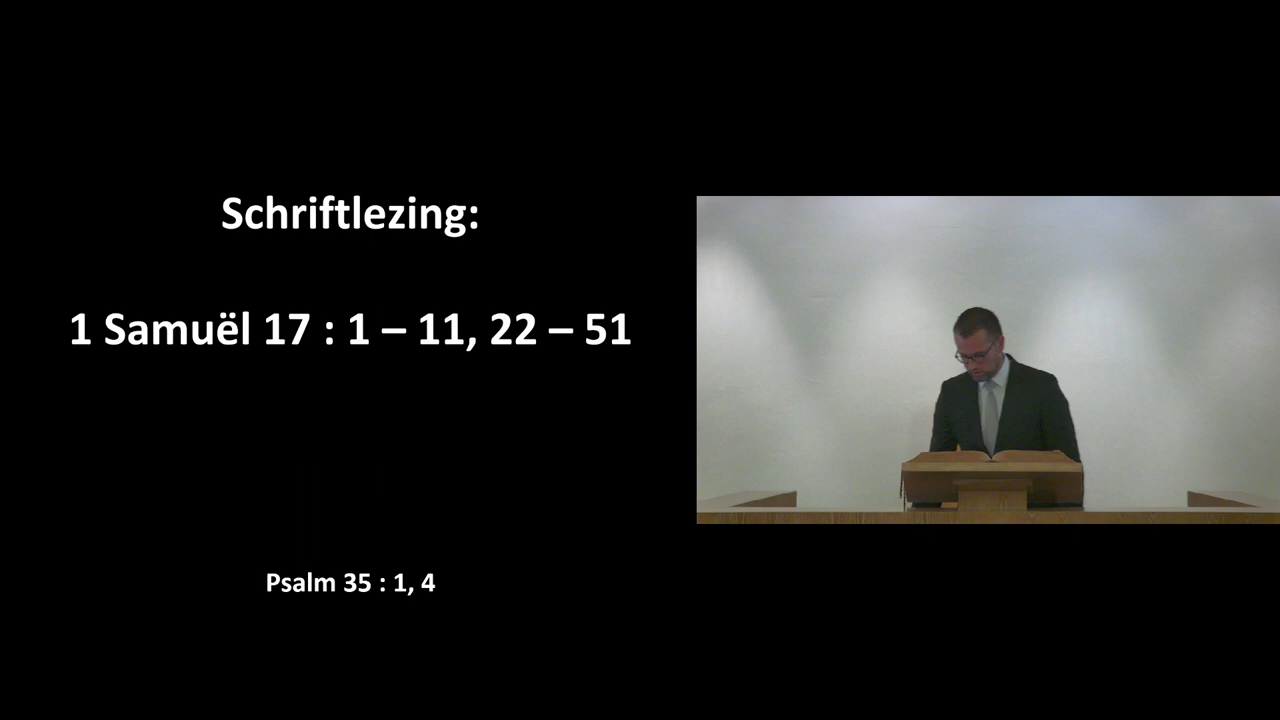 Schriftlezing:
1 Samuël 17 : 1 – 11, 22 – 51
Psalm 35 : 1, 4